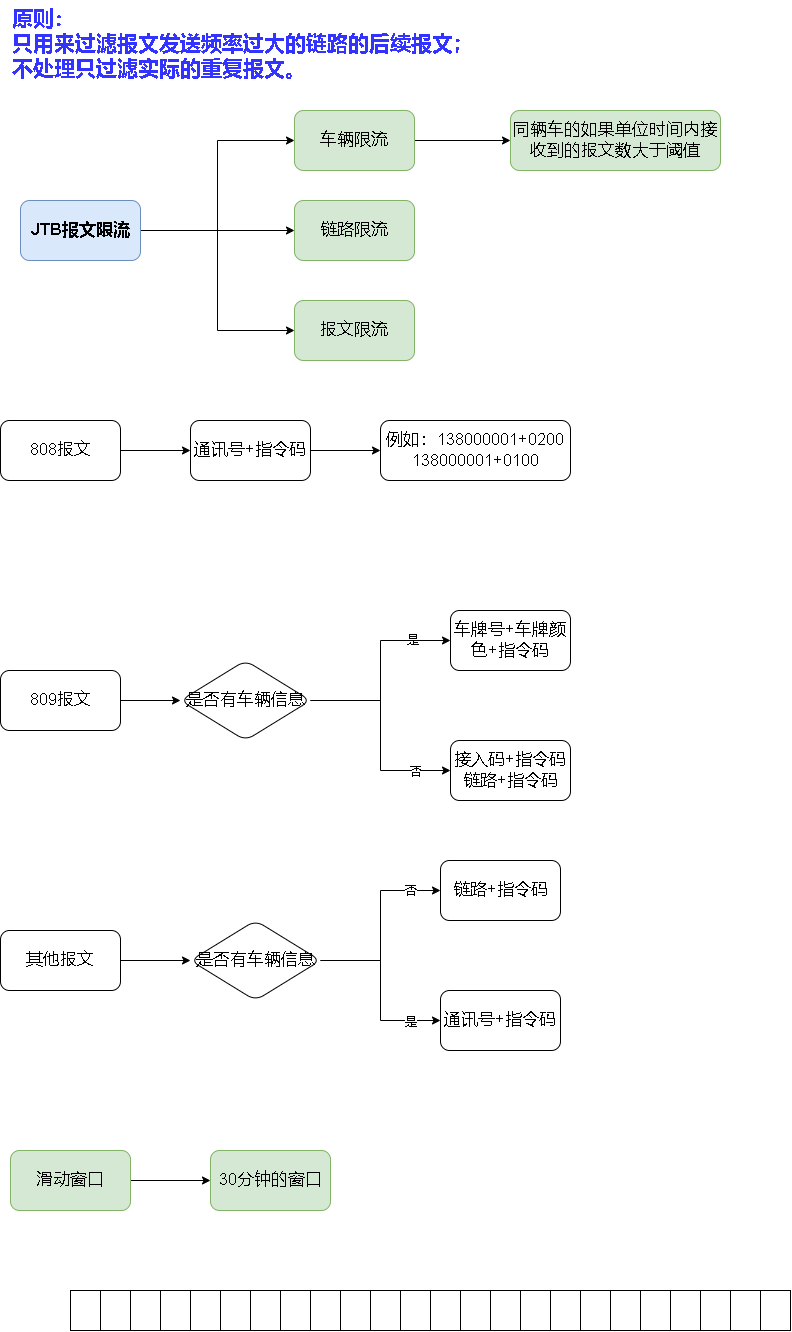 原则：
只用来过滤报文发送频率过大的链路的后续报文；
不处理只过滤实际的重复报文。
车辆限流
同辆车的如果单位时间内接
收到的报文数大于阈值
JTB报文限流
链路限流
报文限流
808报文
通讯号+指令码
例如：138000001+0200
138000001+0100
809报文
是否有车辆信息
是
车牌号+车牌颜
色+指令码
否
接入码+指令码
链路+指令码
其他报文
是否有车辆信息
否
链路+指令码
是
通讯号+指令码
滑动窗口
30分钟的窗口